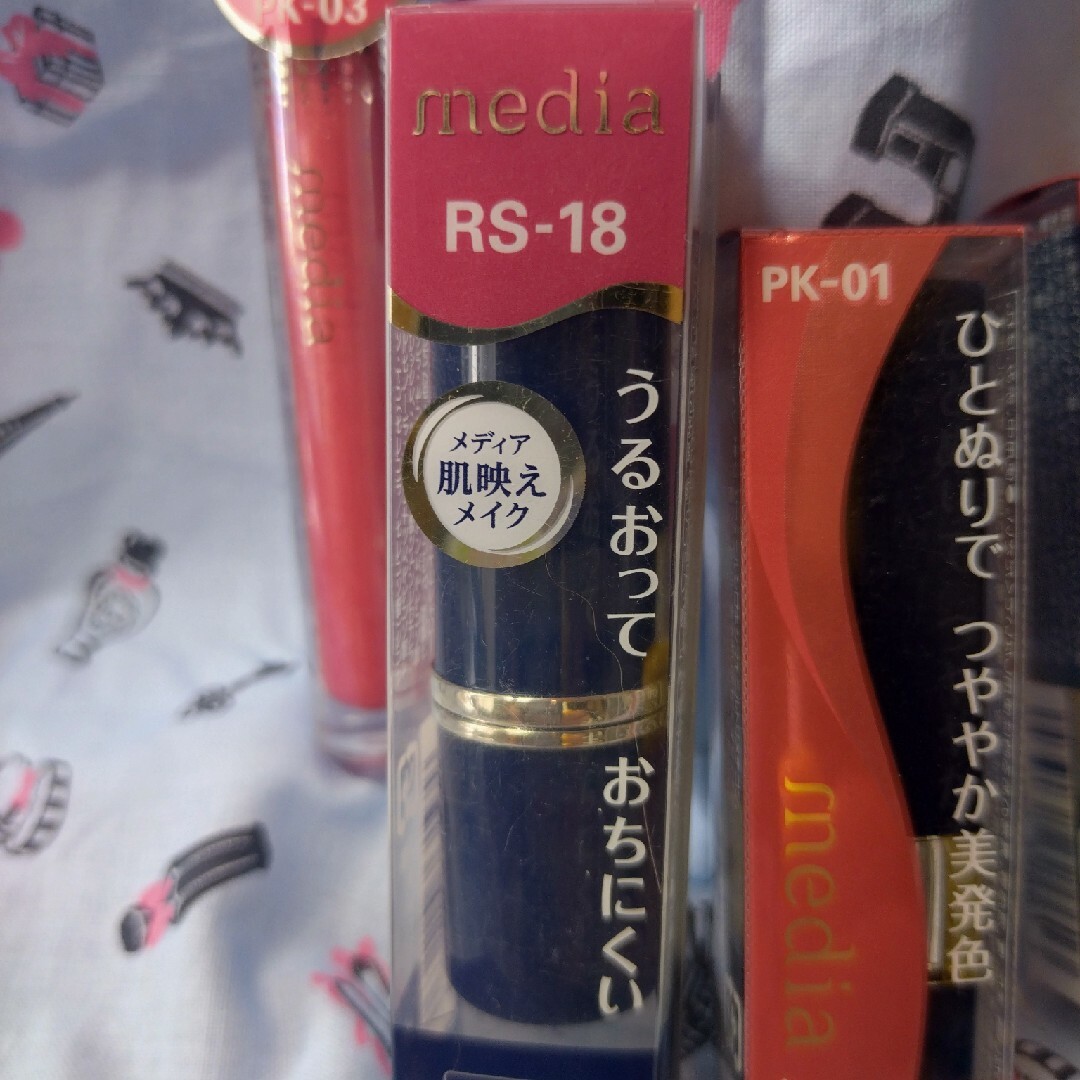 PK-03
media
media
RS-18
メディア
肌映え
メイク
うるおって
おちにくい
PK-01
ひとぬりで つややか美発色
media